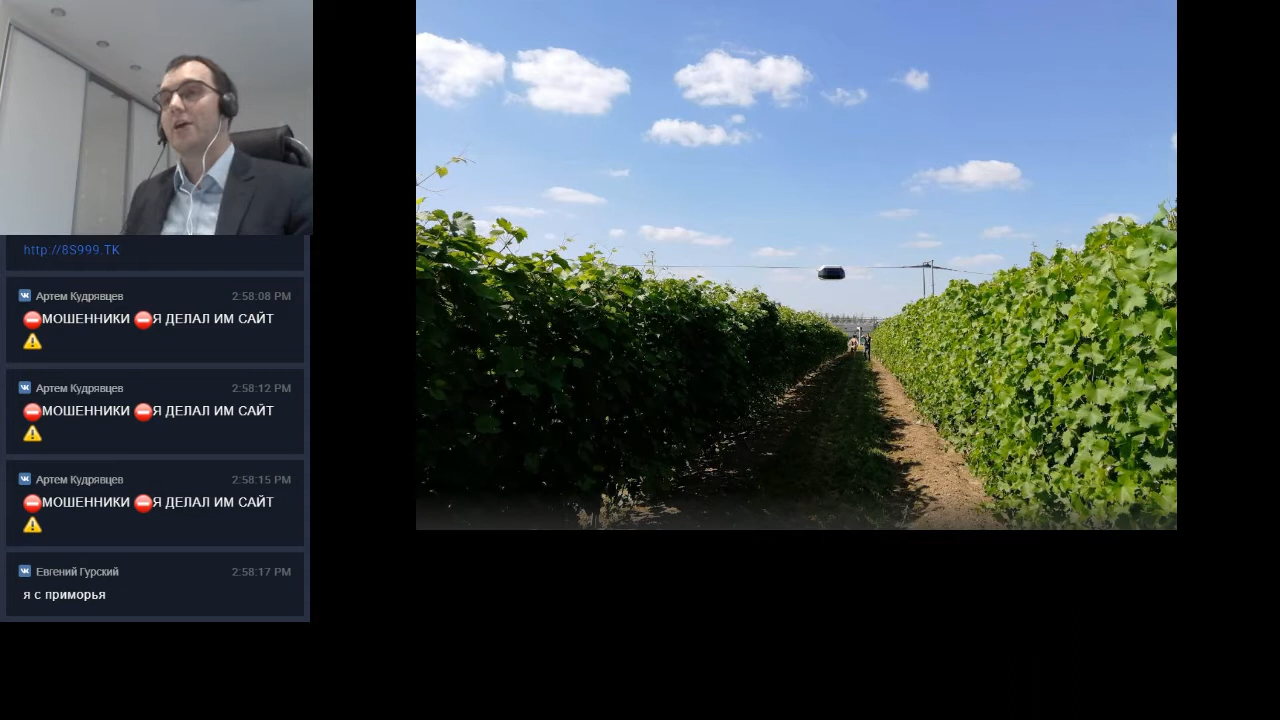 http://8S999.TK
Артем Кудрявцев 2:58:08 PM
⛔МОШЕННИКИ ⛔Я ДЕЛАЛ ИМ САЙТ
⚠️
Артем Кудрявцев 2:58:12 PM
⛔МОШЕННИКИ ⛔Я ДЕЛАЛ ИМ САЙТ
⚠️
Артем Кудрявцев 2:58:15 PM
⛔МОШЕННИКИ ⛔Я ДЕЛАЛ ИМ САЙТ
⚠️
Евгений Гурский 2:58:17 PM
я с приморья